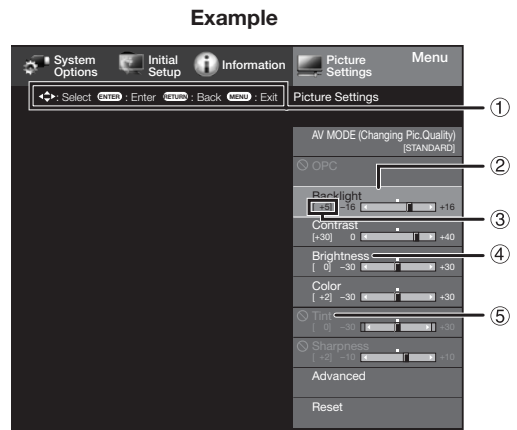 Example
System Options
Initial Setup
Information
Picture Settings
Menu
: Select ENTER : Enter RETURN : Back MENU : Exit
Picture Settings
①
AV MODE (Changing Pic.Quality)
[STANDARD]
OPC
②
Backlight
[ +5] –16 +16
③
Contrast
[+30] 0 +40
Brightness
④
[ 0] –30 +30
Color
[ +2] –30 +30
Tint
⑤
[ 0] –30 +30
Sharpness
[ +2] –10 +10
Advanced
Reset